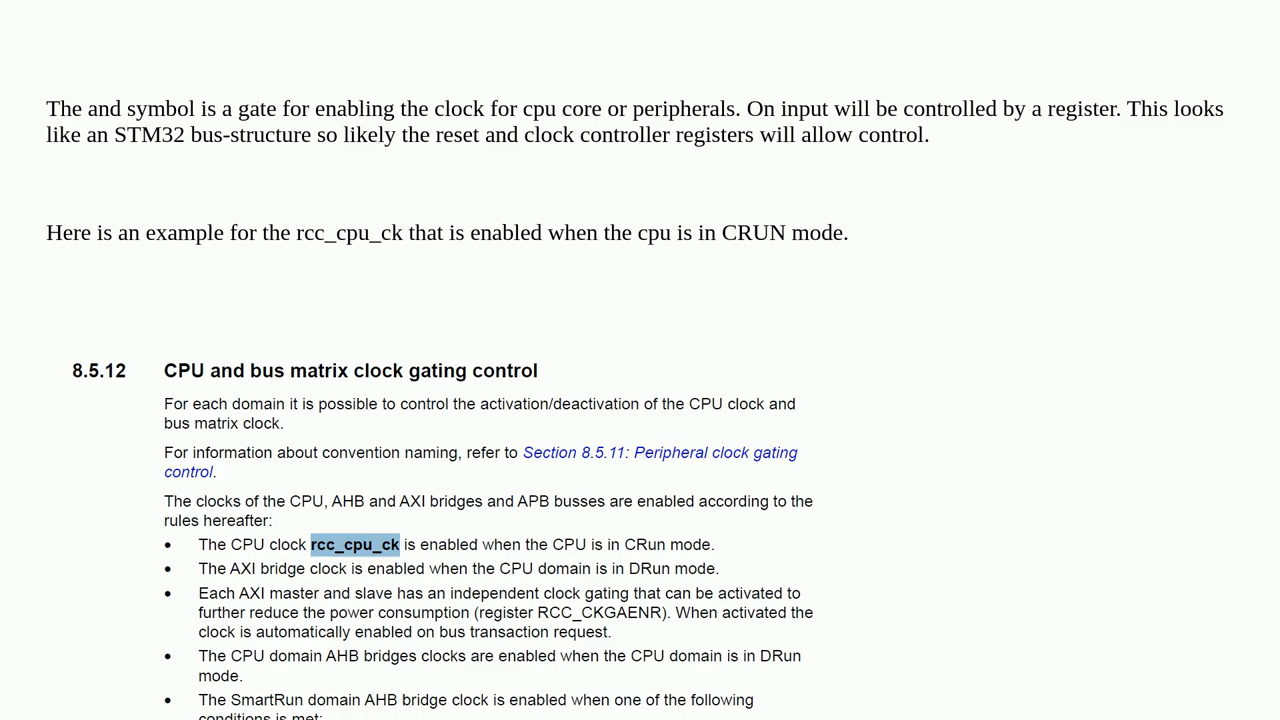 The and symbol is a gate for enabling the clock for cpu core or peripherals. On input will be controlled by a register. This looks
like an STM32 bus-structure so likely the reset and clock controller registers will allow control.
Here is an example for the rcc_cpu_ck that is enabled when the cpu is in CRUN mode.
8.5.12 CPU and bus matrix clock gating control
For each domain it is possible to control the activation/deactivation of the CPU clock and
bus matrix clock.
For information about convention naming, refer to Section 8.5.11: Peripheral clock gating
control.
The clocks of the CPU, AHB and AXI bridges and APB busses are enabled according to the
rules hereafter:
• The CPU clock rcc_cpu_ck is enabled when the CPU is in CRun mode.
• The AXI bridge clock is enabled when the CPU domain is in DRun mode.
• Each AXI master and slave has an independent clock gating that can be activated to
further reduce the power consumption (register RCC_CKGAENR). When activated the
clock is automatically enabled on bus transaction request.
• The CPU domain AHB bridges clocks are enabled when the CPU domain is in DRun
mode.
• The SmartRun domain AHB bridge clock is enabled when one of the following
conditions is met: